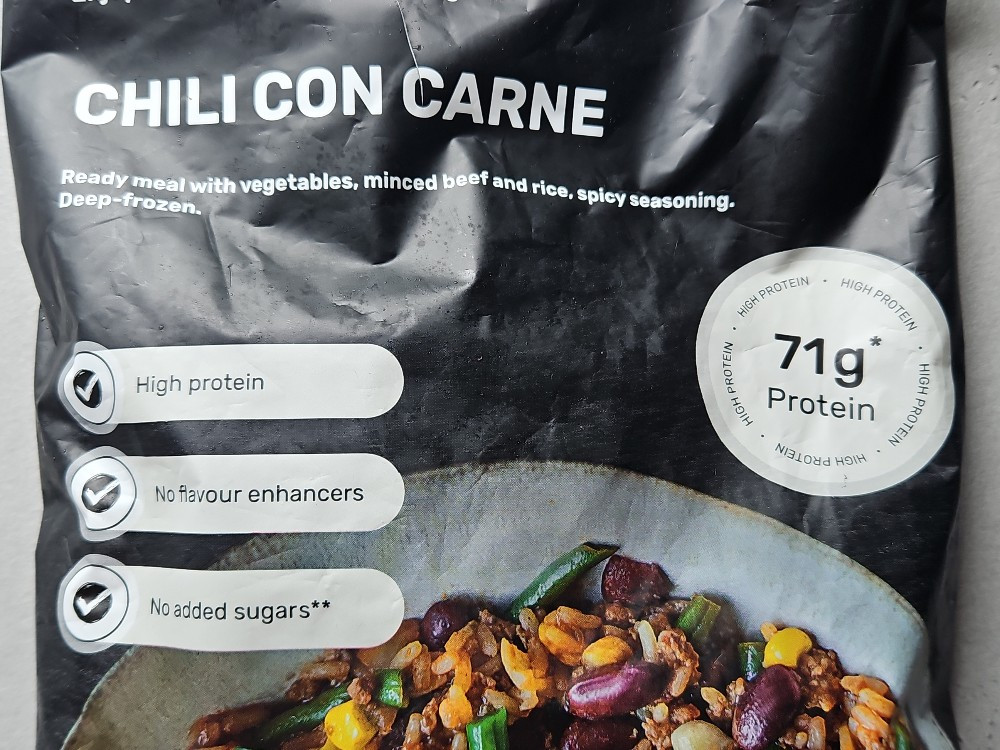 CHILI CON CARNE
Ready meal with vegetables, minced beef and rice, spicy seasoning.
Deep-frozen.
HIGH PROTEIN · HIGH PROTEIN · HIGH PROTEIN · HIGH PROTEIN · HIGH PROTEIN ·
71g*
Protein
High protein
No flavour enhancers
No added sugars**